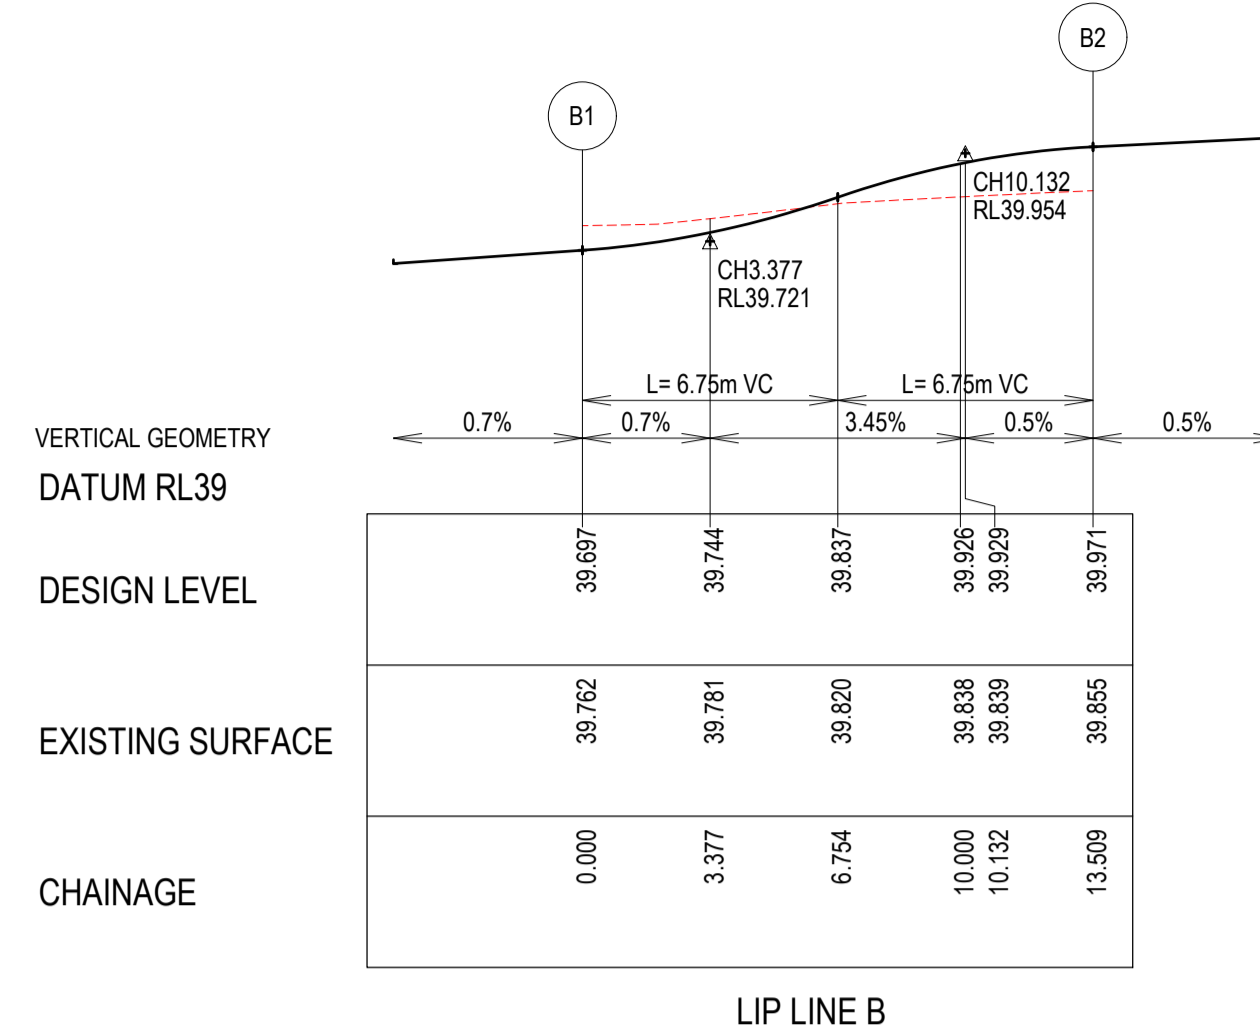 B2
B1
CH10.132
RL39.954
CH3.377
RL39.721
L= 6.75m VC L= 6.75m VC
VERTICAL GEOMETRY 0.7% 0.7% 3.45% 0.5% 0.5%
DATUM RL39
DESIGN LEVEL 39.697 39.744 39.837 39.926 39.929 39.971
EXISTING SURFACE 39.762 39.781 39.820 39.838 39.839 39.855
CHAINAGE 0.000 3.377 6.754 10.000 10.132 13.509
LIP LINE B